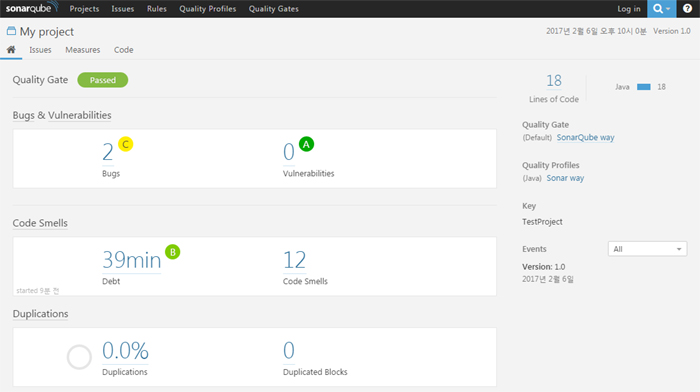 sonarqube Projects Issues Rules Quality Profiles Quality Gates Log in ?
My project 2017년 2월 6일 오후 10시 0분 Version 1.0
Issues Measures Code
Quality Gate Passed
18
Lines of Code
Java 18
Bugs & Vulnerabilities
2 C
Bugs
0 A
Vulnerabilities
Quality Gate
(Default) SonarQube way
Quality Profiles
(Java) Sonar way
Key
TestProject
Events All
Version: 1.0
2017년 2월 6일
Code Smells
39min B
Debt
12
Code Smells
started 5분 전
Duplications
0.0%
Duplications
0
Duplicated Blocks